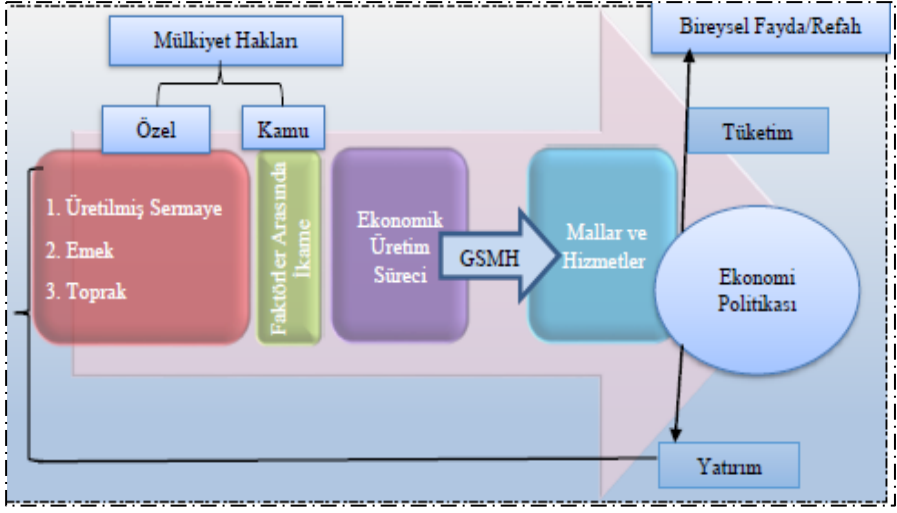 Mülkiyet Hakları
Bireysel Fayda/Refah
Özel
Kamu
Tüketim
1. Üretilmiş Sermaye
2. Emek
3. Toprak
Faktörler Arasında
İkame
Ekonomik
Üretim
Süreci
GSMH
Mallar ve
Hizmetler
Ekonomi
Politikası
Yatırım